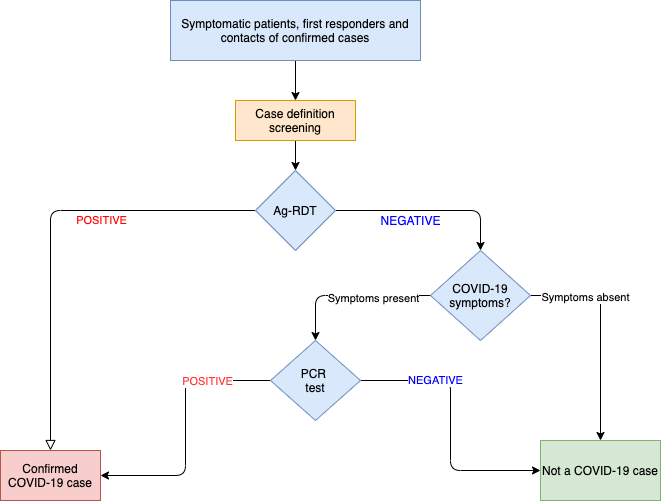 Symptomatic patients, first responders and
contacts of confirmed cases
Case definition
screening
Ag-RDT
POSITIVE
NEGATIVE
COVID-19
symptoms?
Symptoms present
Symptoms absent
PCR
test
POSITIVE
NEGATIVE
Confirmed
COVID-19 case
Not a COVID-19 case